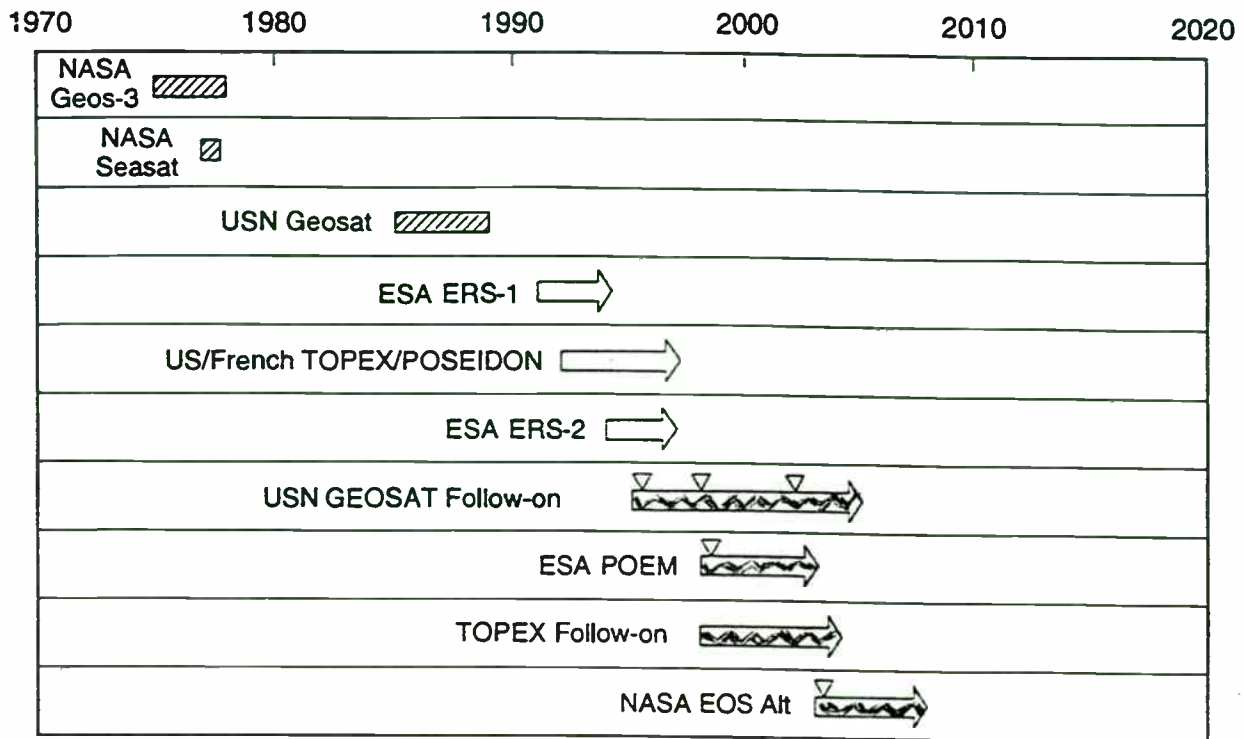 1970 1980 1990 2000 2010 2020
NASA
Geos-3
NASA
Seasat
USN Geosat
ESA ERS-1
US/French TOPEX/POSEIDON
ESA ERS-2
USN GEOSAT Follow-on
ESA POEM
TOPEX Follow-on
NASA EOS Alt